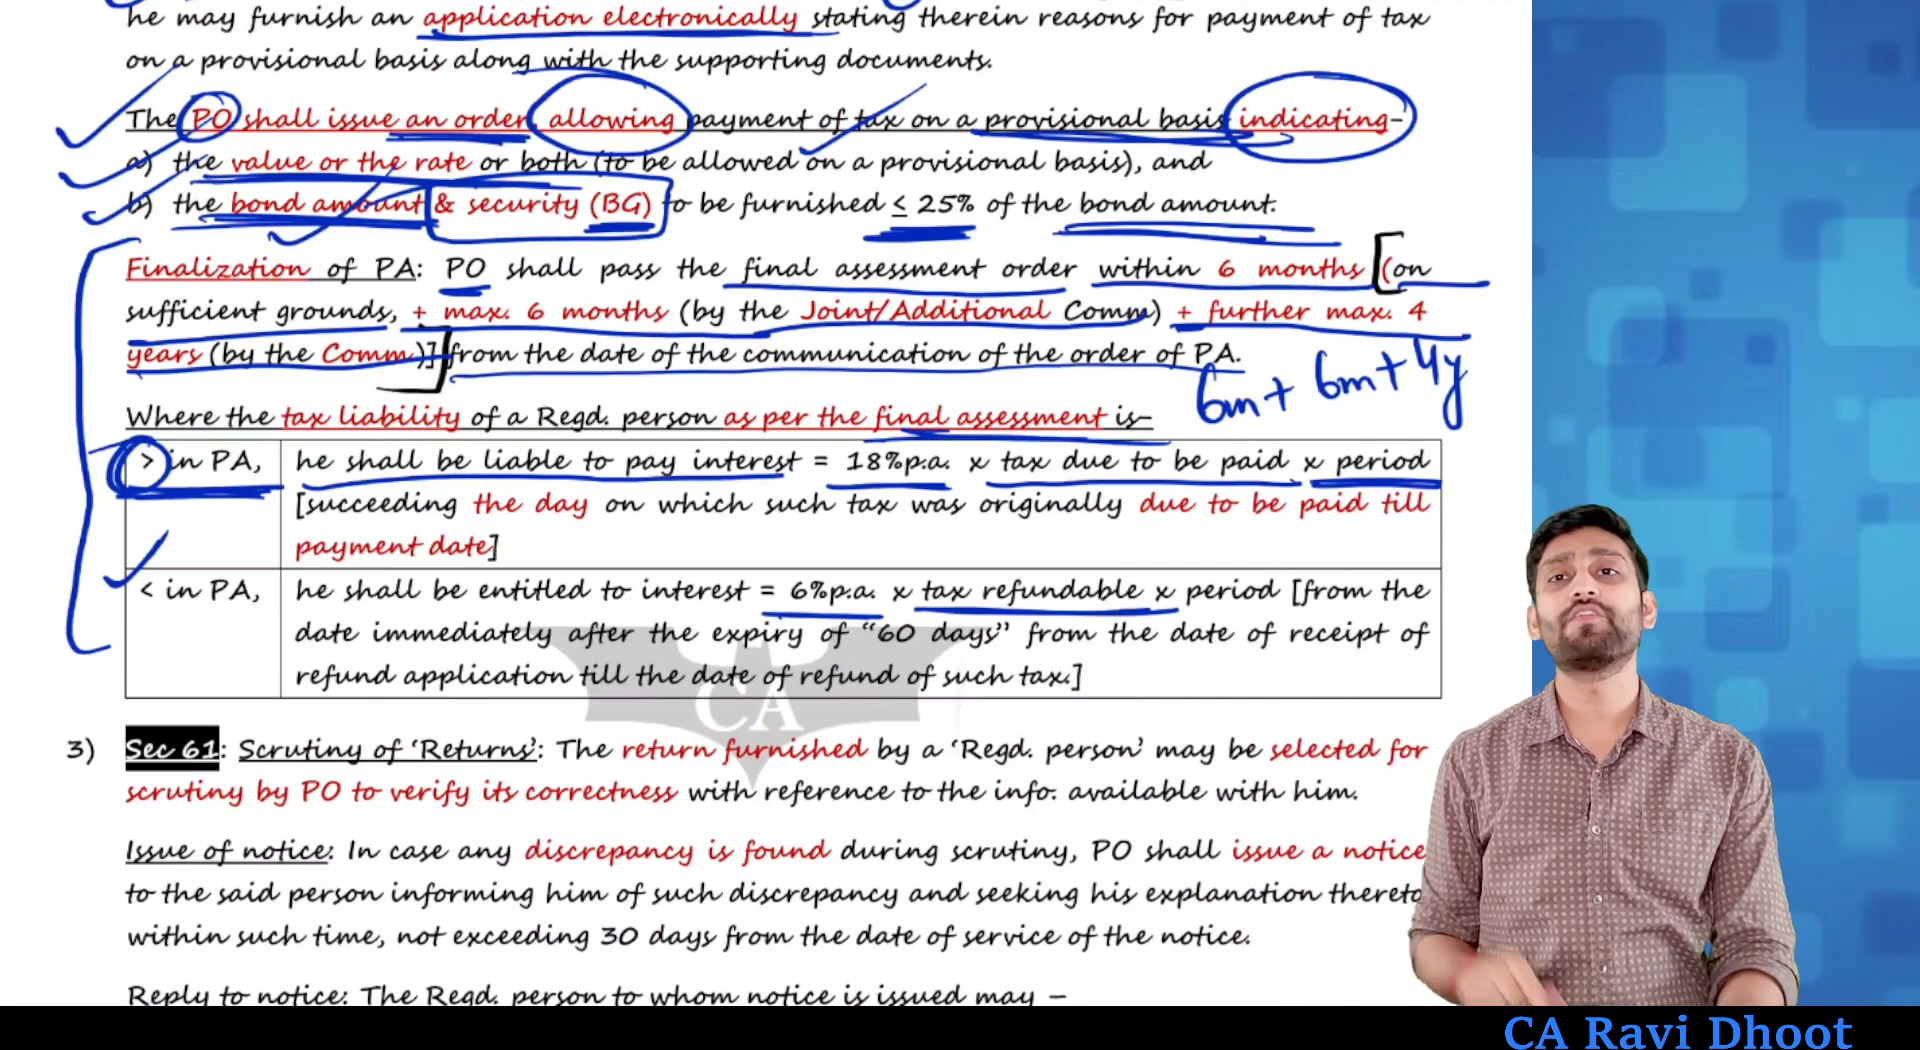 he may furnish an application electronically stating therein reasons for payment of tax
on a provisional basis along with the supporting documents.
The PO shall issue an order, allowing payment of tax on a provisional basis indicating-
a) the value or the rate or both (to be allowed on a provisional basis), and
b) the bond amount & security (BG) to be furnished ≤ 25% of the bond amount.
Finalization of PA: PO shall pass the final assessment order within 6 months [(on
sufficient grounds, + max. 6 months (by the Joint/Additional Comm) + further max. 4
years (by the Comm.)] from the date of the communication of the order of PA.
6m + 6m + 4y
Where the tax liability of a Regd. person as per the final assessment is-
> in PA, he shall be liable to pay interest = 18%p.a. x tax due to be paid x period
[succeeding the day on which such tax was originally due to be paid till
payment date]
< in PA, he shall be entitled to interest = 6%p.a. x tax refundable x period [from the
date immediately after the expiry of "60 days" from the date of receipt of
refund application till the date of refund of such tax.]
CA
3) Sec 61: Scrutiny of 'Returns': The return furnished by a 'Regd. person' may be selected for
scrutiny by PO to verify its correctness with reference to the info. available with him.
Issue of notice: In case any discrepancy is found during scrutiny, PO shall issue a notice
to the said person informing him of such discrepancy and seeking his explanation thereto
within such time, not exceeding 30 days from the date of service of the notice.
Reply to notice: The Regd. person to whom notice is issued may –
CA Ravi Dhoot